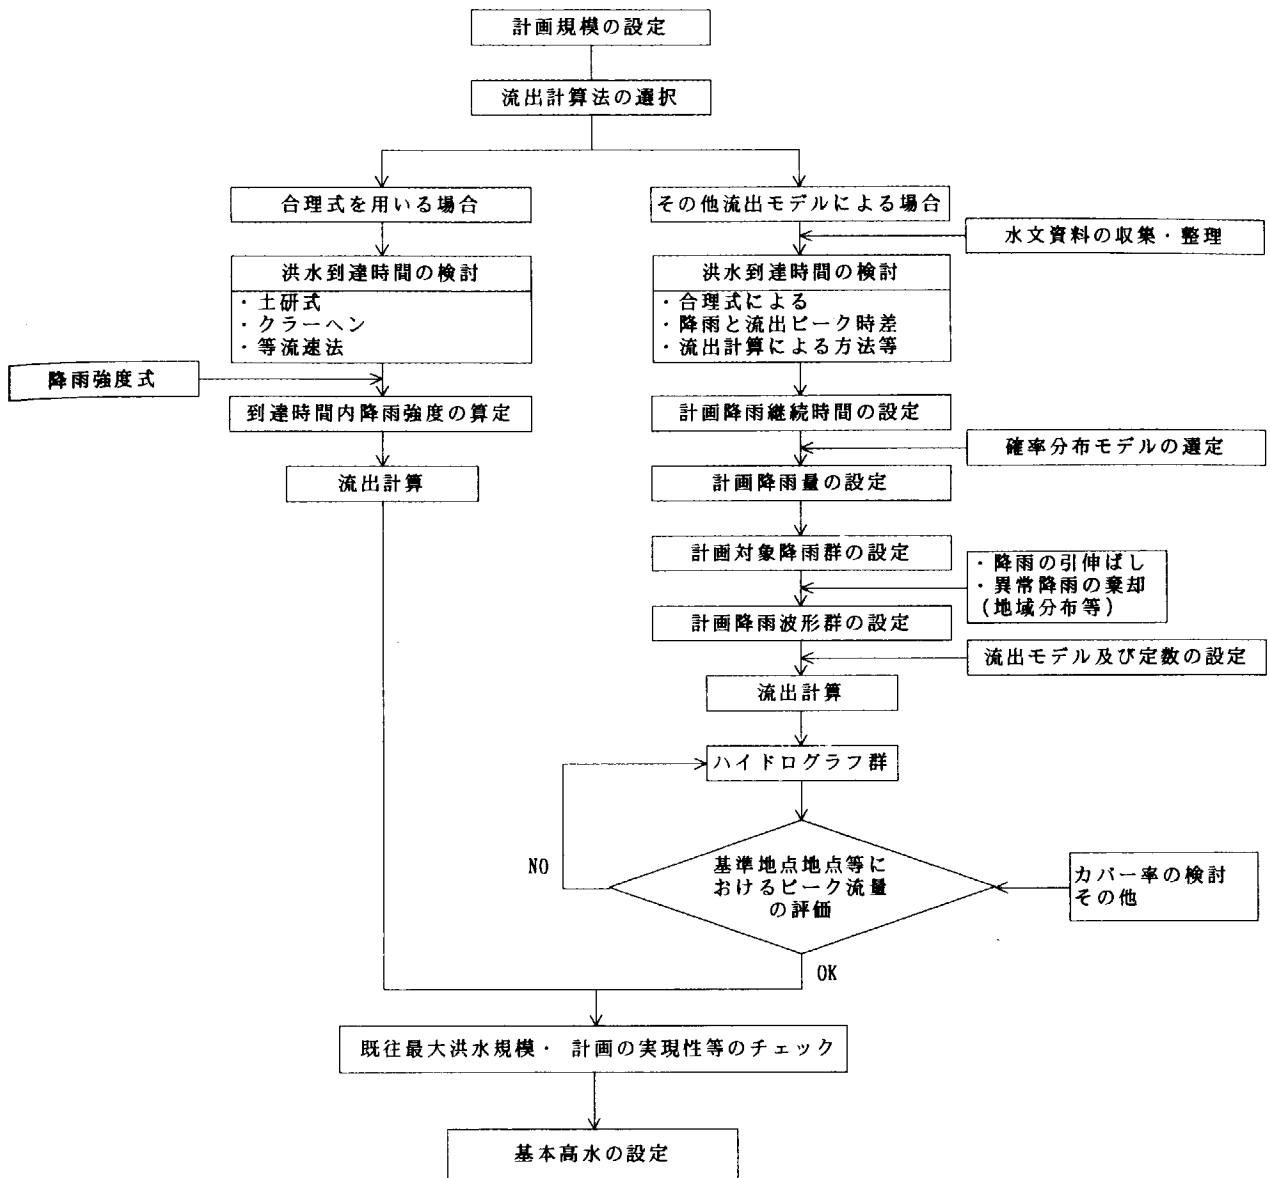 計画規模の設定
流出計算法の選択
合理式を用いる場合
洪水到達時間の検討
・土研式
・クラーヘン
・等流速法
降雨強度式
到達時間内降雨強度の算定
流出計算
その他流出モデルによる場合
水文資料の収集・整理
洪水到達時間の検討
・合理式による
・降雨と流出ピーク時差
・流出計算による方法等
計画降雨継続時間の設定
確率分布モデルの選定
計画降雨量の設定
計画対象降雨群の設定
・降雨の引伸ばし
・異常降雨の棄却
(地域分布等)
計画降雨波形群の設定
流出モデル及び定数の設定
流出計算
ハイドログラフ群
NO
基準地点地点等に
おけるピーク流量
の評価
カバー率の検討
その他
OK
既往最大洪水規模・ 計画の実現性等のチェック
基本高水の設定